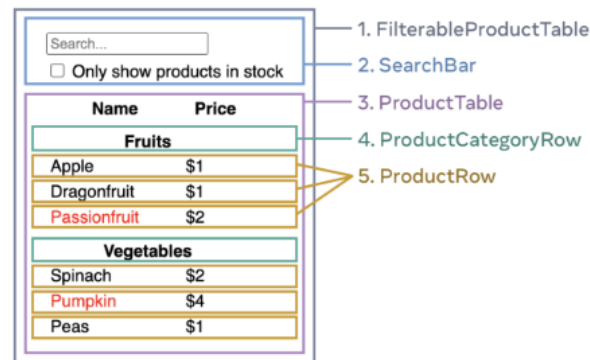 1. FilterableProductTable
Search...
Only show products in stock
2. SearchBar
Name Price
3. ProductTable
Fruits
4. ProductCategoryRow
Apple $1
5. ProductRow
Dragonfruit $1
Passionfruit $2
Vegetables
Spinach $2
Pumpkin $4
Peas $1